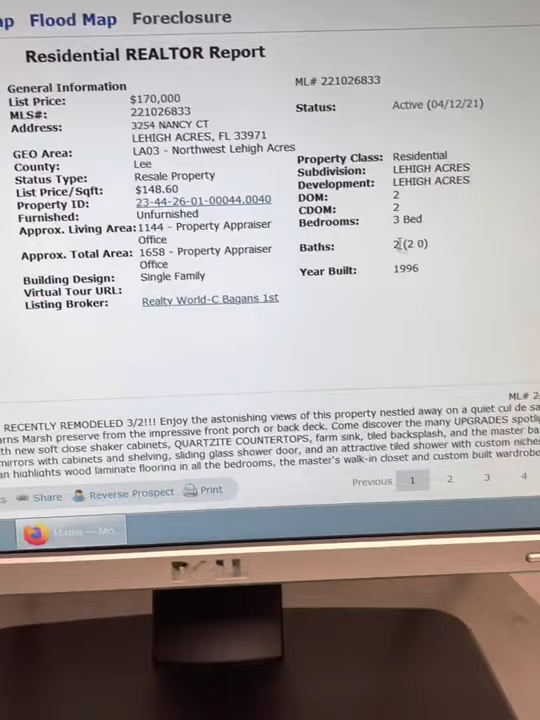 Flood Map Foreclosure
Residential REALTOR Report
General Information
ML# 221026833
List Price: $170,000
MLS#: 221026833
Status: Active (04/12/21)
Address: 3254 NANCY CT
LEHIGH ACRES, FL 33971
GEO Area: LA03 - Northwest Lehigh Acres
Property Class: Residential
County: Lee
Subdivision: LEHIGH ACRES
Status Type: Resale Property
Development: LEHIGH ACRES
List Price/Sqft: $148.60
DOM: 2
Property ID: 23-44-26-01-00044.0040
CDOM: 2
Furnished: Unfurnished
Bedrooms: 3 Bed
Approx. Living Area: 1144 - Property Appraiser
Office
Baths: 2 (2 0)
Approx. Total Area: 1658 - Property Appraiser
Office
Year Built: 1996
Building Design: Single Family
Virtual Tour URL:
Listing Broker: Realty World-C Bagans 1st
ML# 2
RECENTLY REMODELED 3/2!!! Enjoy the astonishing views of this property nestled away on a quiet cul de sa
Marsh preserve from the impressive front porch or back deck. Come discover the many UPGRADES spotli
with new soft close shaker cabinets, QUARTZITE COUNTERTOPS, farm sink, tiled backsplash, and the master ba
mirrors with cabinets and shelving, sliding glass shower door, and an attractive tiled shower with custom niches
highlights wood laminate flooring in all the bedrooms, the master's walk-in closet and custom built wardrobe
Share Reverse Prospect Print
Previous 1 2 3 4
DELL